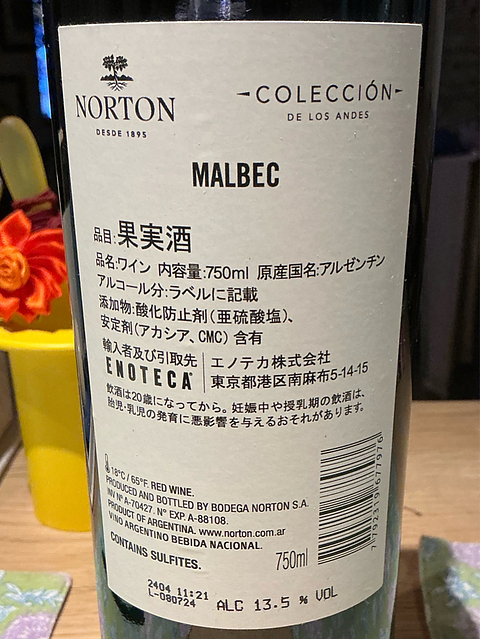 NORTON
DESDE 1895
COLECCIÓN
DE LOS ANDES
MALBEC
品目:果実酒
品名:ワイン 内容量:750ml 原産国名:アルゼンチン
アルコール分:ラベルに記載
添加物:酸化防止剤(亜硫酸塩)、
安定剤(アカシア、CMC) 含有
輸入者及び引取先
ENOTECA
エノテカ株式会社
東京都港区南麻布5-14-15
飲酒は20歳になってから。妊娠中や授乳期の飲酒は、
胎児・乳児の発育に悪影響を与えるおそれがあります。
18°C / 65°F. RED WINE.
PRODUCED AND BOTTLED BY BODEGA NORTON S.A.
INV Nº A-70427. Nº EXP. A-88108.
PRODUCT OF ARGENTINA. www.norton.com.ar
VINO ARGENTINO BEBIDA NACIONAL.
CONTAINS SULFITES.
750ml
7 792319 677976
2404 11:21
L-080724
ALC 13.5 % VOL